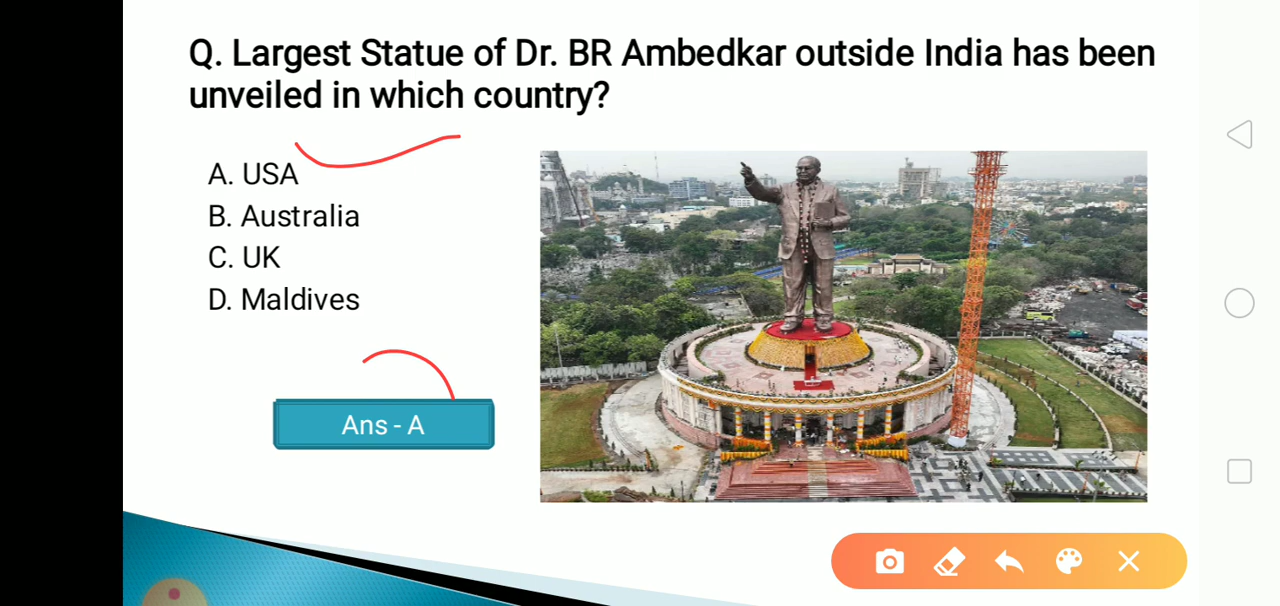 Q. Largest Statue of Dr. BR Ambedkar outside India has been
unveiled in which country?
A. USA
B. Australia
C. UK
D. Maldives
Ans - A